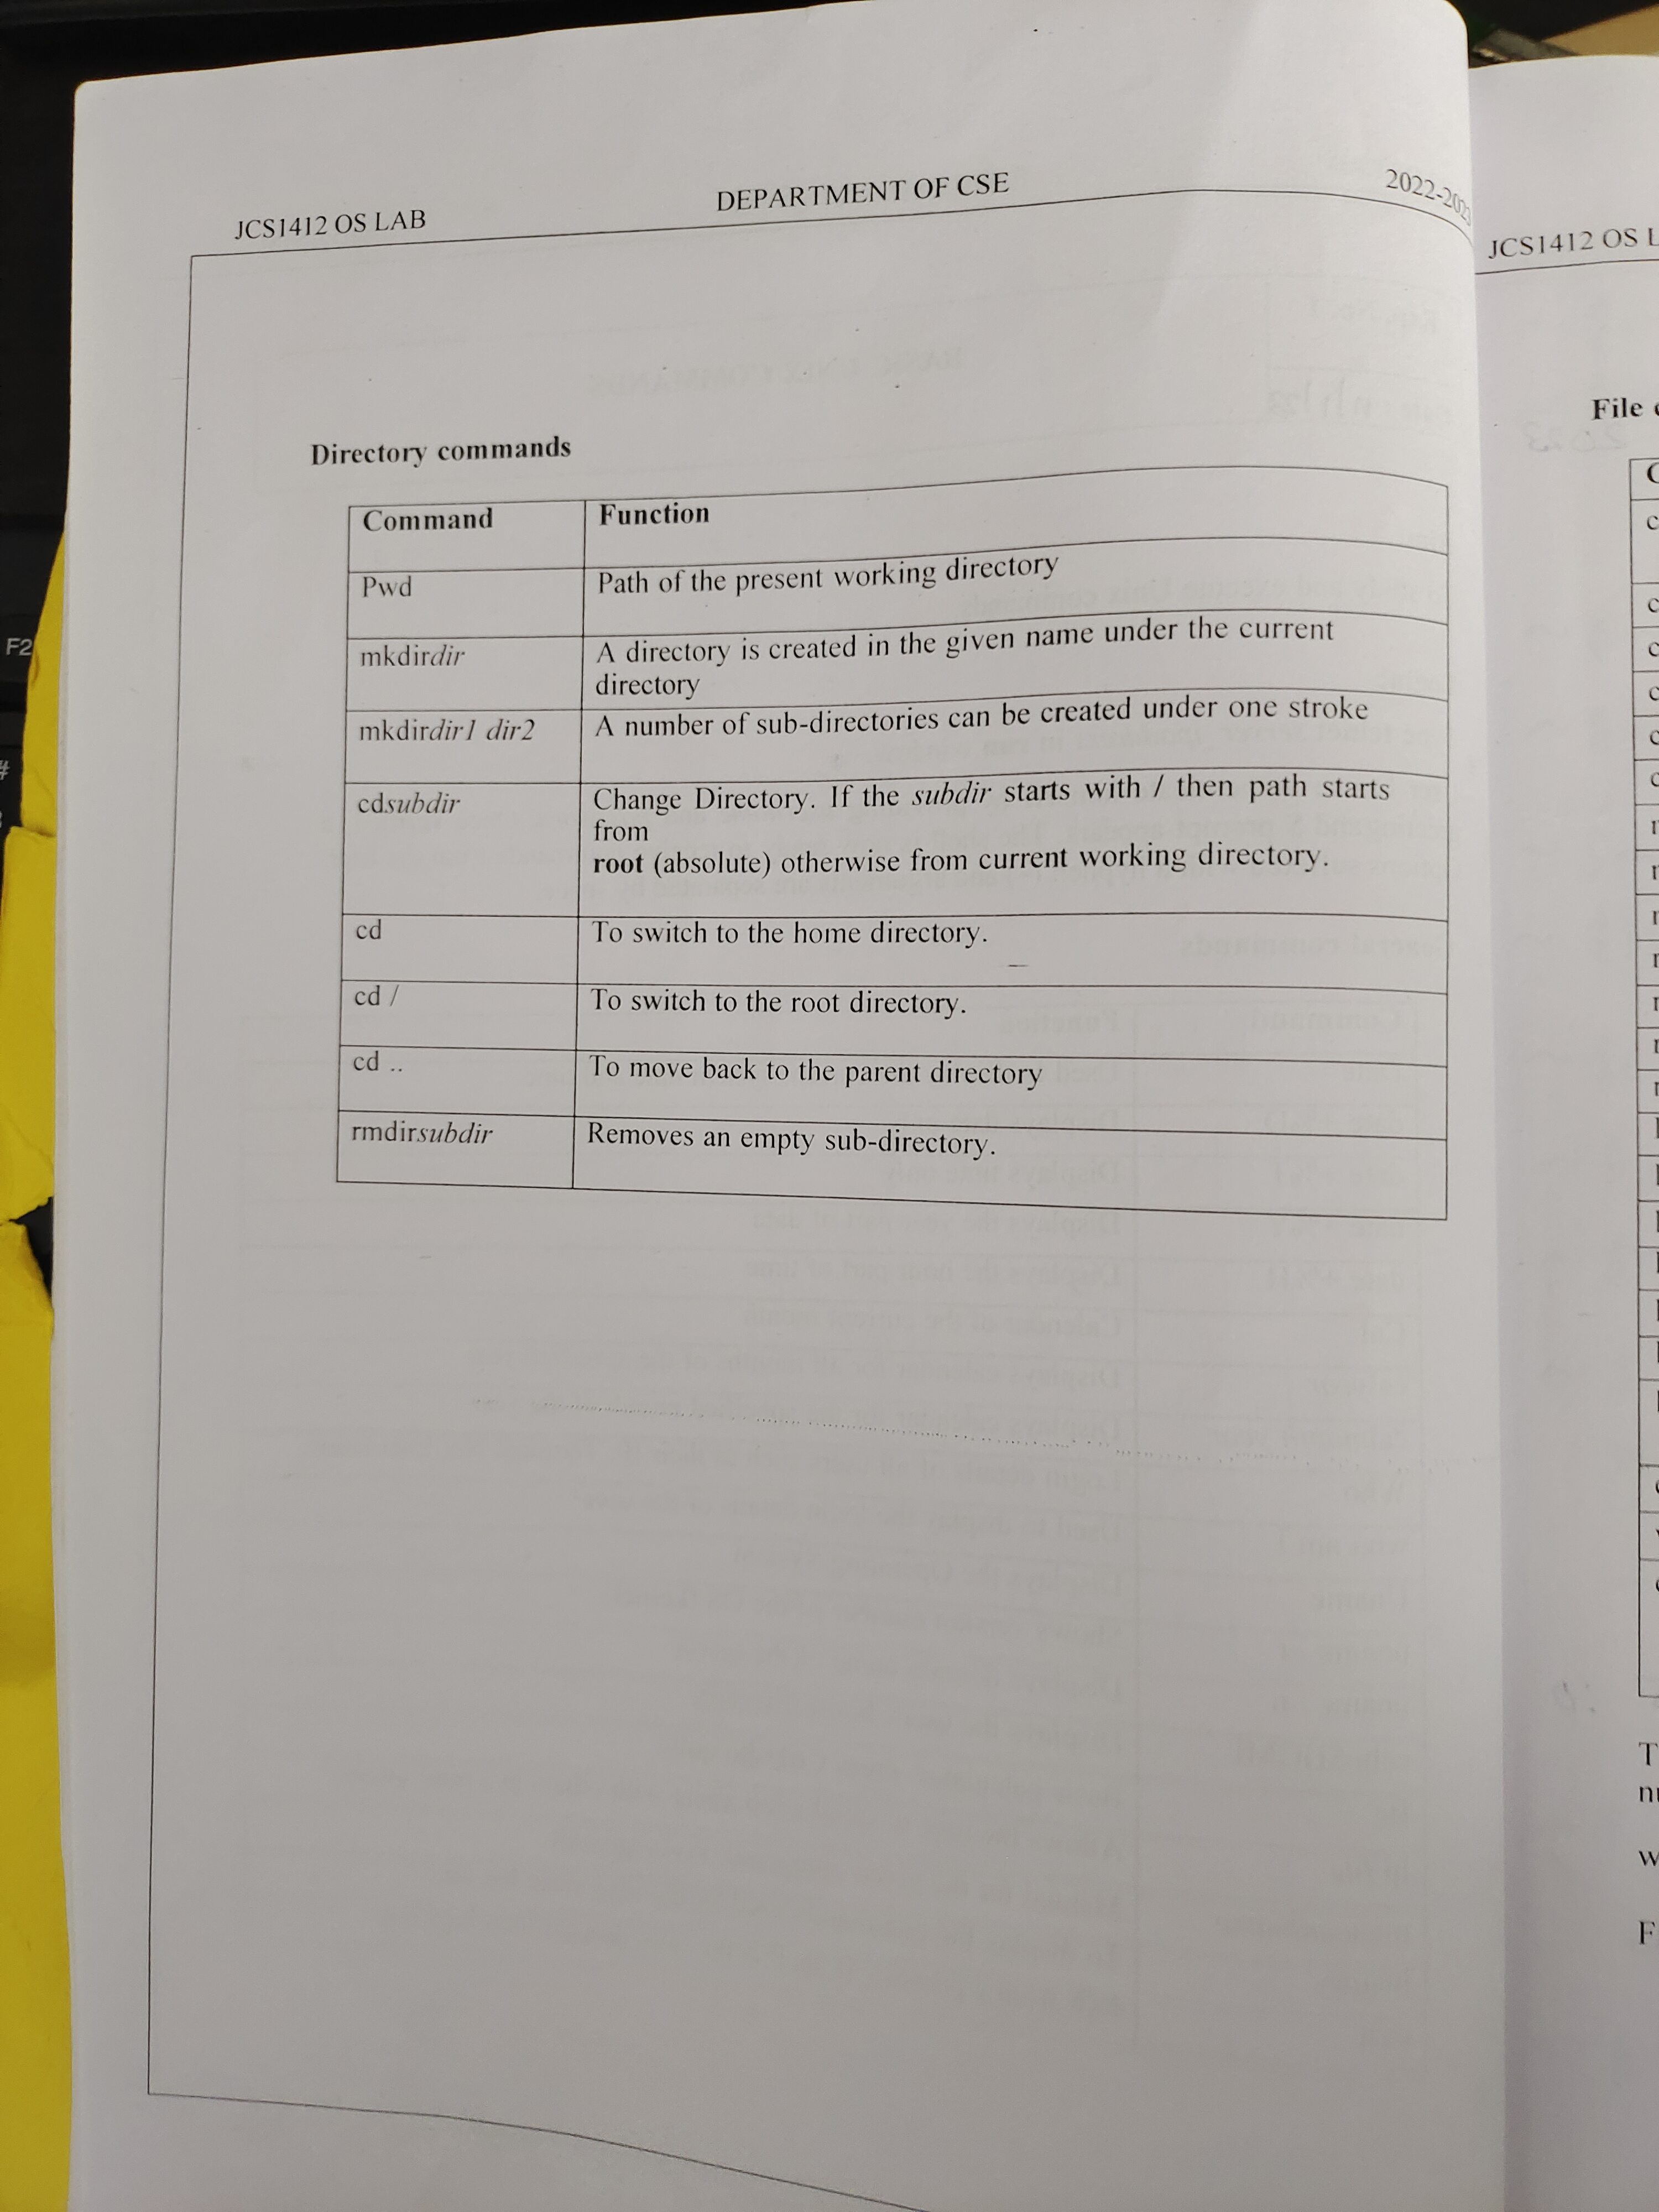 JCS1412 OS LAB DEPARTMENT OF CSE 2022-2023
Directory commands
Command Function
Pwd Path of the present working directory
mkdirdir A directory is created in the given name under the current
directory
mkdirdir1 dir2 A number of sub-directories can be created under one stroke
cdsubdir Change Directory. If the subdir starts with / then path starts
from
root (absolute) otherwise from current working directory.
cd To switch to the home directory.
cd / To switch to the root directory.
cd .. To move back to the parent directory
rmdirsubdir Removes an empty sub-directory.
JCS1412 OS L
File
F2
#